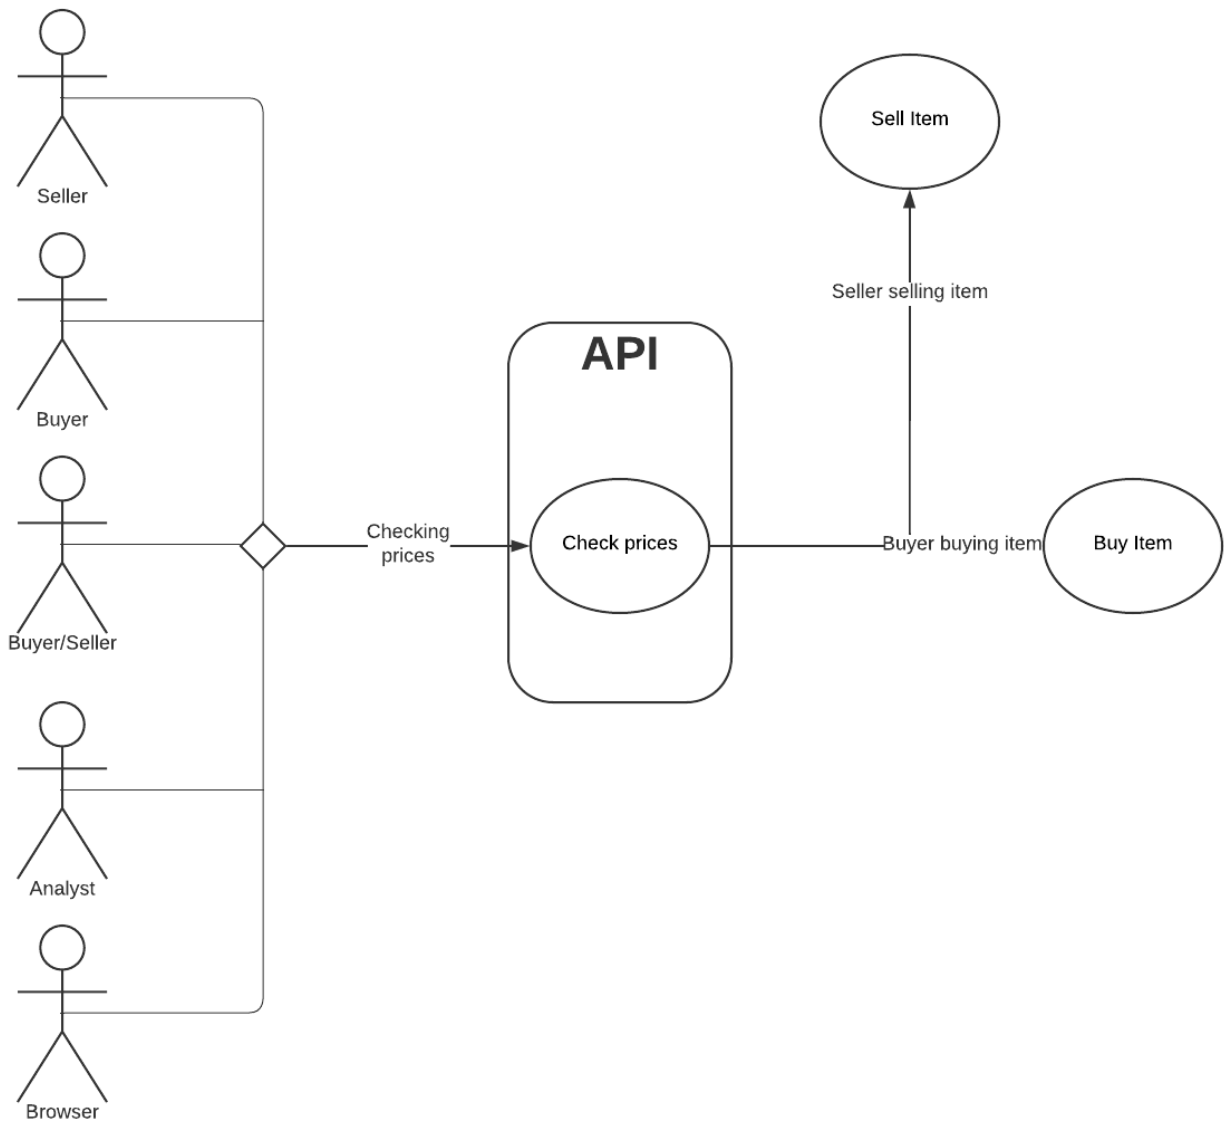 Sell Item
Seller
Seller selling item
API
Buyer
Checking
prices
Check prices
Buyer buying item
Buy Item
Buyer/Seller
Analyst
Browser